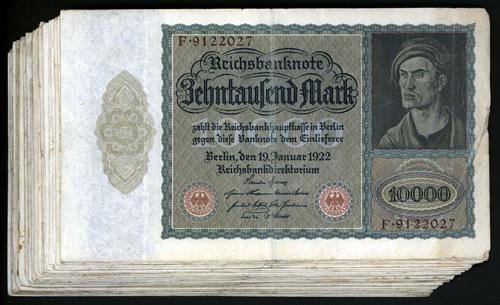 F·9122027
Reichsbanknote
Zehntausend Mark
zahlt die Reichsbankhauptkasse in Berlin
gegen diese Banknote dem Einlieferer
Berlin, den 19. Januar 1922
Reichsbankdirektorium
10000
F·9122027